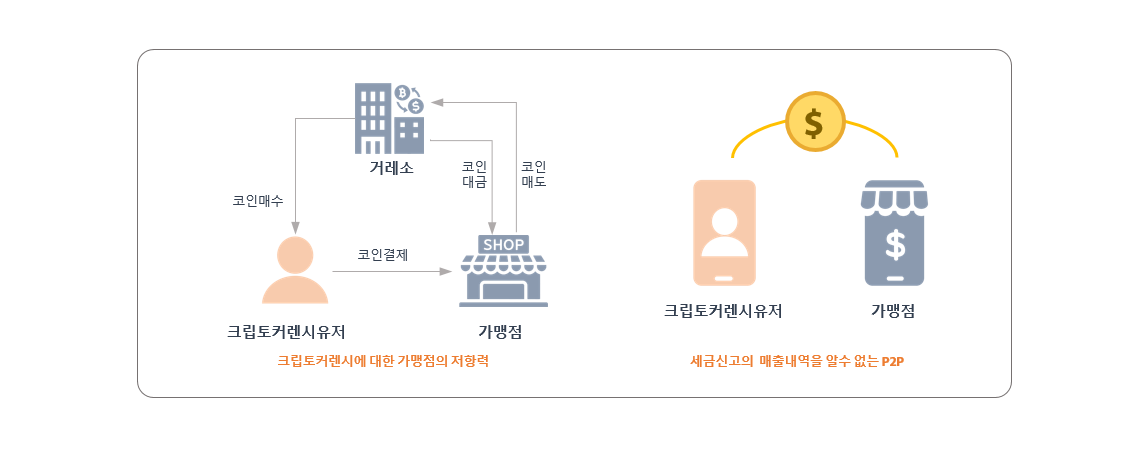 거레소
코인
대금
코인
매도
코인매수
SHOP
코인결제
크립토커렌시유저
가맹점
크립토커렌시에 대한 가맹점의 저항력
$
$
크립토커렌시유저
가맹점
세금신고의 매출내역을 알수 없는 P2P